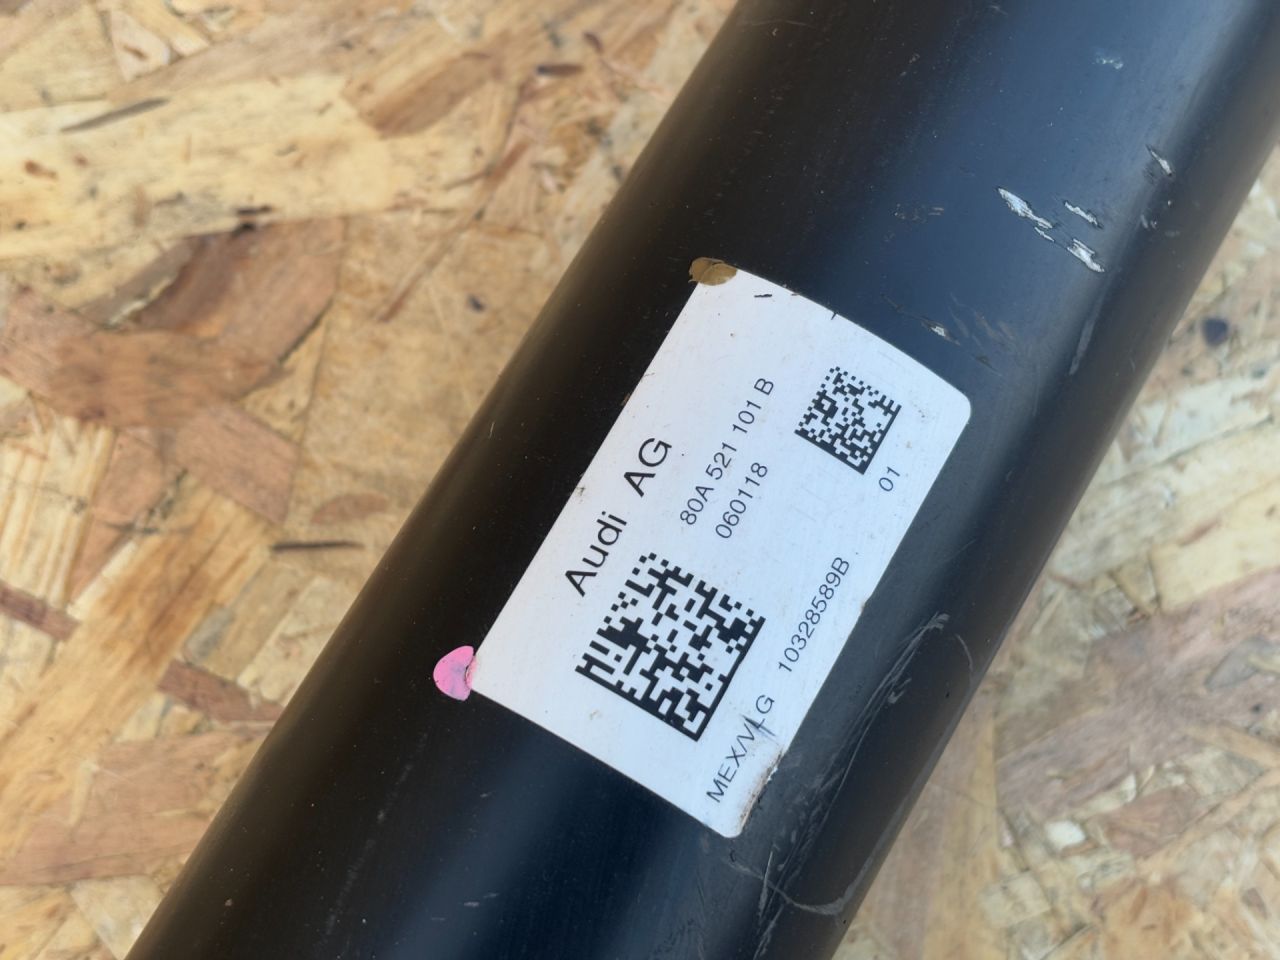 Audi AG
80A 521 101 B
060118
01
MEX/VLG 10328589B